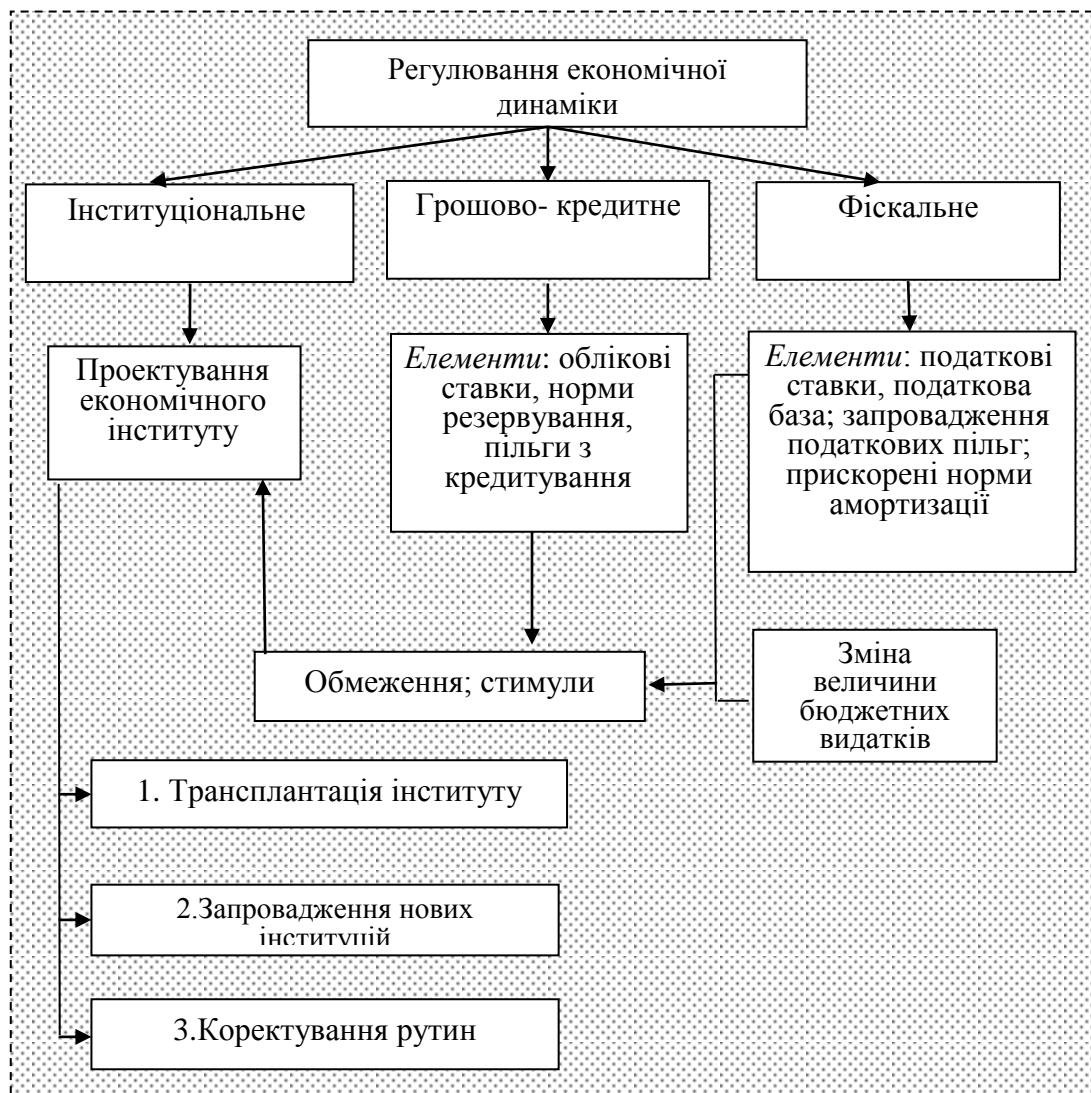 Регулювання економічної
динаміки
Інституціональне
Грошово- кредитне
Фіскальне
Проектування
економічного
інституту
Елементи: облікові
ставки, норми
резервування,
пільги з
кредитування
Елементи: податкові
ставки, податкова
база; запровадження
податкових пільг;
прискорені норми
амортизації
Обмеження; стимули
Зміна
величини
бюджетних
видатків
1. Трансплантація інституту
2.Запровадження нових
інституцій
3.Коректування рутин